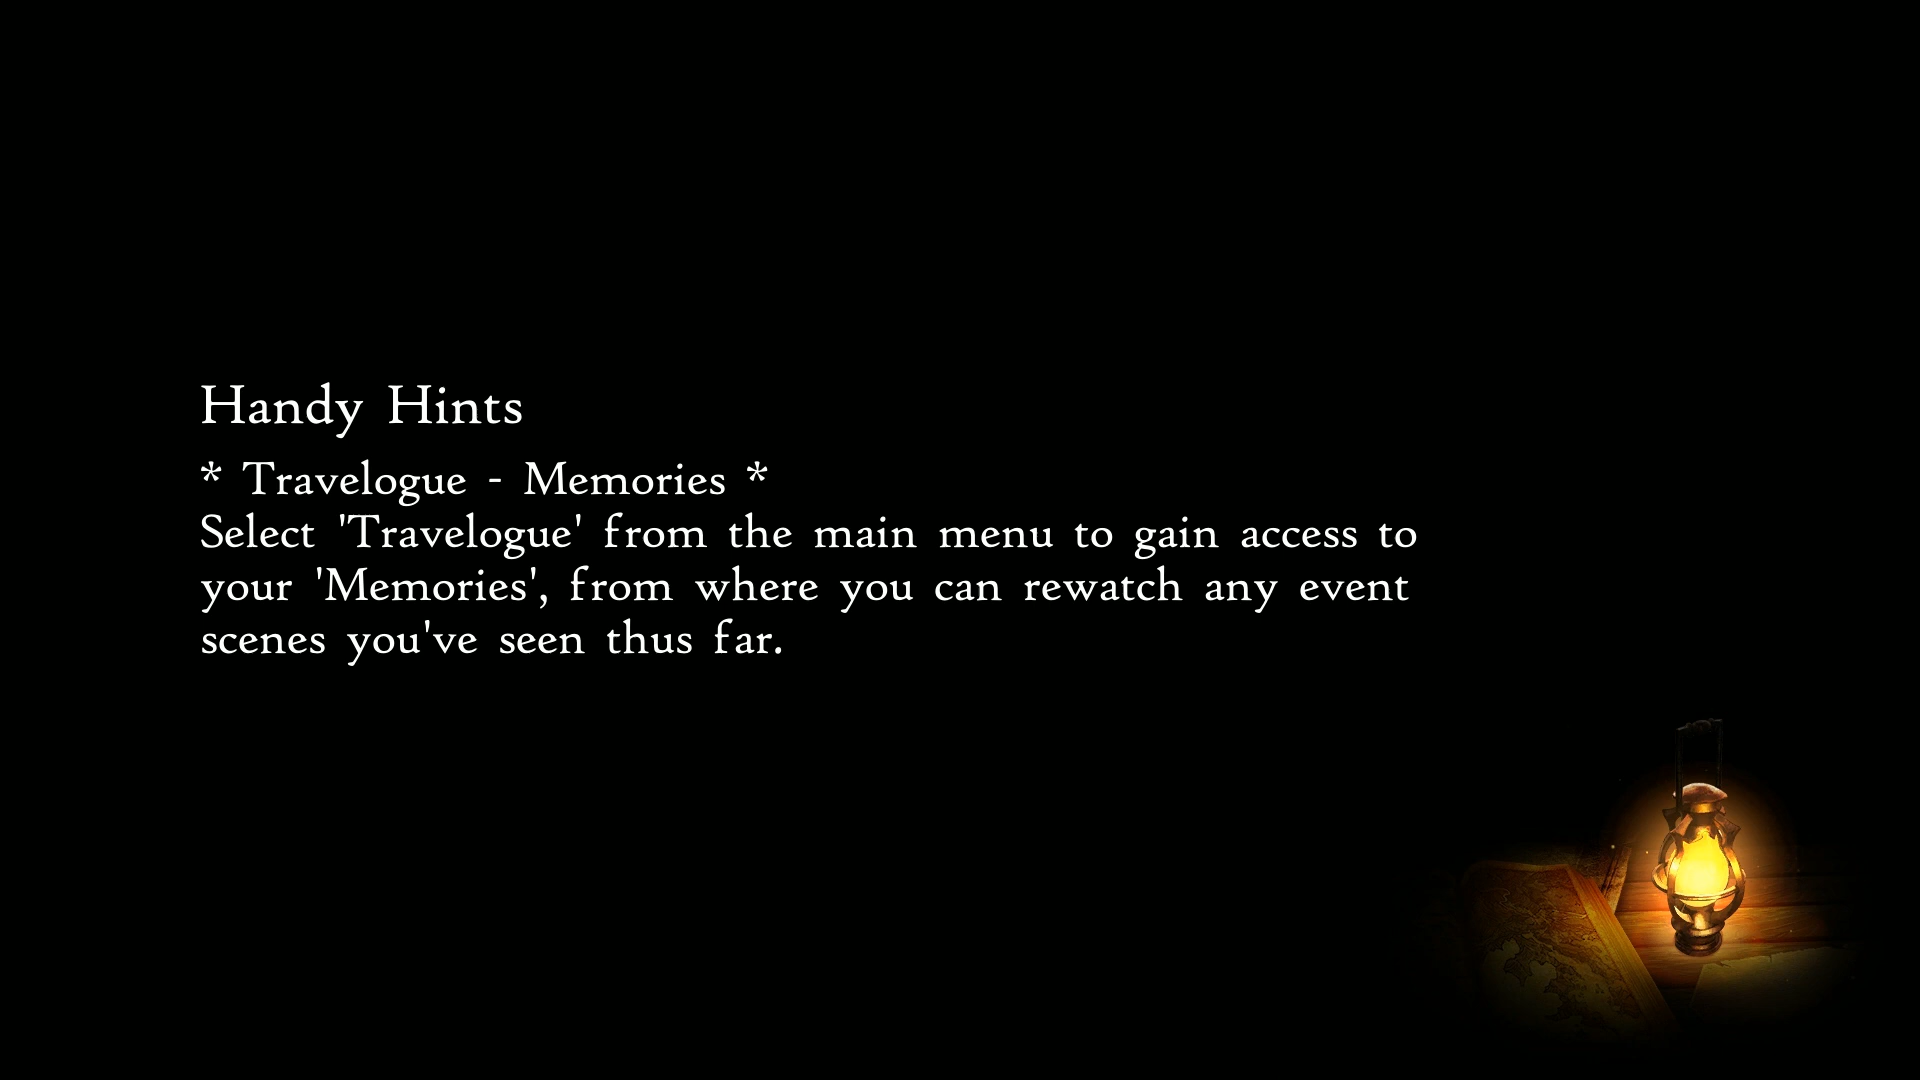 Handy Hints
* Travelogue - Memories *
Select 'Travelogue' from the main menu to gain access to
your 'Memories', from where you can rewatch any event
scenes you've seen thus far.